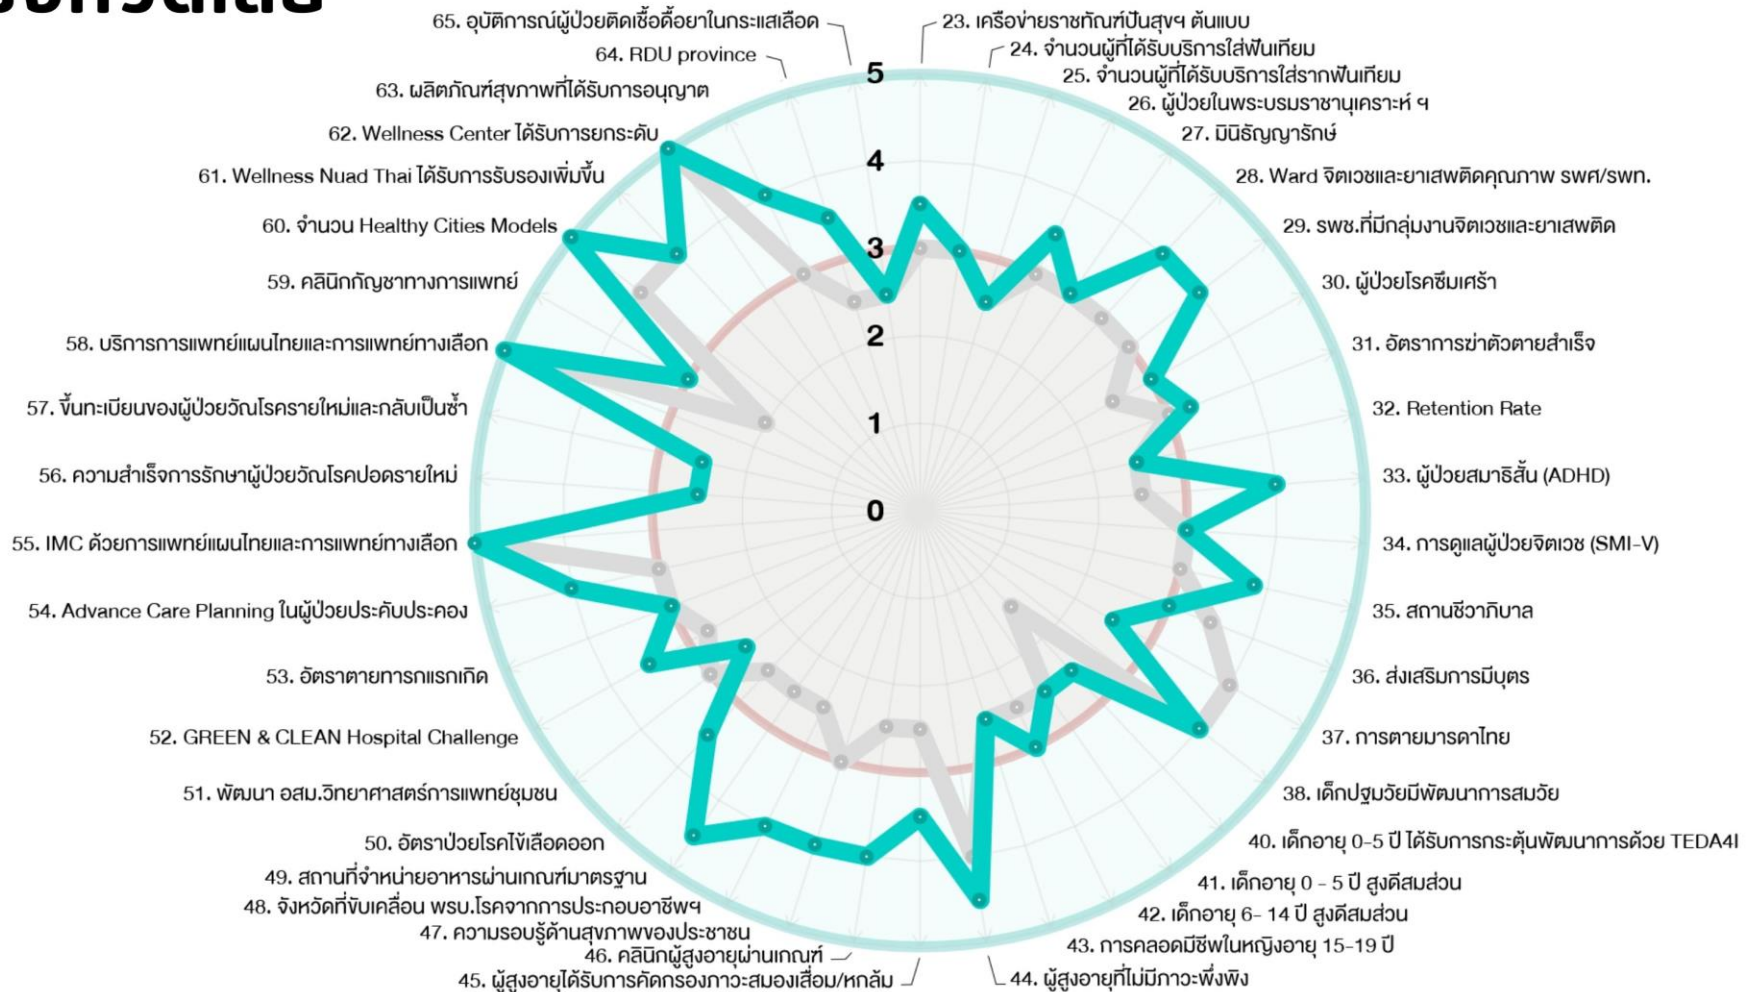 65. อุบัติการณ์ผู้ป่วยติดเชื้อดื้อยาในกระแสเลือด
64. RDU province
63. ผลิตภัณฑ์สุขภาพที่ได้รับการอนุญาต
62. Wellness Center ได้รับการยกระดับ
61. Wellness Nuad Thai ได้รับการรับรองเพิ่มขึ้น
60. จำนวน Healthy Cities Models
59. คลินิกกัญชาทางการแพทย์
58. บริการการแพทย์แผนไทยและการแพทย์ทางเลือก
57. ขึ้นทะเบียนของผู้ป่วยวัณโรครายใหม่และกลับเป็นซ้ำ
56. ความสำเร็จการรักษาผู้ป่วยวัณโรคปอดรายใหม่
55. IMC ด้วยการแพทย์แผนไทยและการแพทย์ทางเลือก
54. Advance Care Planning ในผู้ป่วยประคับประคอง
53. อัตราตายทารกแรกเกิด
52. GREEN & CLEAN Hospital Challenge
51. พัฒนา อสม.วิทยาศาสตร์การแพทย์ชุมชน
50. อัตราป่วยโรคไข้เลือดออก
49. สถานที่จำหน่ายอาหารผ่านเกณฑ์มาตรฐาน
48. จังหวัดที่ขับเคลื่อน พรบ.โรคจากการประกอบอาชีพฯ
47. ความรอบรู้ด้านสุขภาพของประชาชน
46. คลินิกผู้สูงอายุผ่านเกณฑ์
45. ผู้สูงอายุได้รับการคัดกรองภาวะสมองเสื่อม/หกล้ม
5
4
3
2
1
0
23. เครือข่ายราชทัณฑ์ปันสุขฯ ต้นแบบ
24. จำนวนผู้ที่ได้รับบริการใส่ฟันเทียม
25. จำนวนผู้ที่ได้รับบริการใส่รากฟันเทียม
26. ผู้ป่วยในพระบรมราชานุเคราะห์ ฯ
27. มินิธัญญารักษ์
28. Ward จิตเวชและยาเสพติดคุณภาพ รพศ/รพท.
29. รพช.ที่มีกลุ่มงานจิตเวชและยาเสพติด
30. ผู้ป่วยโรคซึมเศร้า
31. อัตราการฆ่าตัวตายสำเร็จ
32. Retention Rate
33. ผู้ป่วยสมาธิสั้น (ADHD)
34. การดูแลผู้ป่วยจิตเวช (SMI-V)
35. สถานชีวาภิบาล
36. ส่งเสริมการมีบุตร
37. การตายมารดาไทย
38. เด็กปฐมวัยมีพัฒนาการสมวัย
40. เด็กอายุ 0-5 ปี ได้รับการกระตุ้นพัฒนาการด้วย TEDA4I
41. เด็กอายุ 0 - 5 ปี สูงดีสมส่วน
42. เด็กอายุ 6- 14 ปี สูงดีสมส่วน
43. การคลอดมีชีพในหญิงอายุ 15-19 ปี
44. ผู้สูงอายุที่ไม่มีภาวะพึ่งพิง